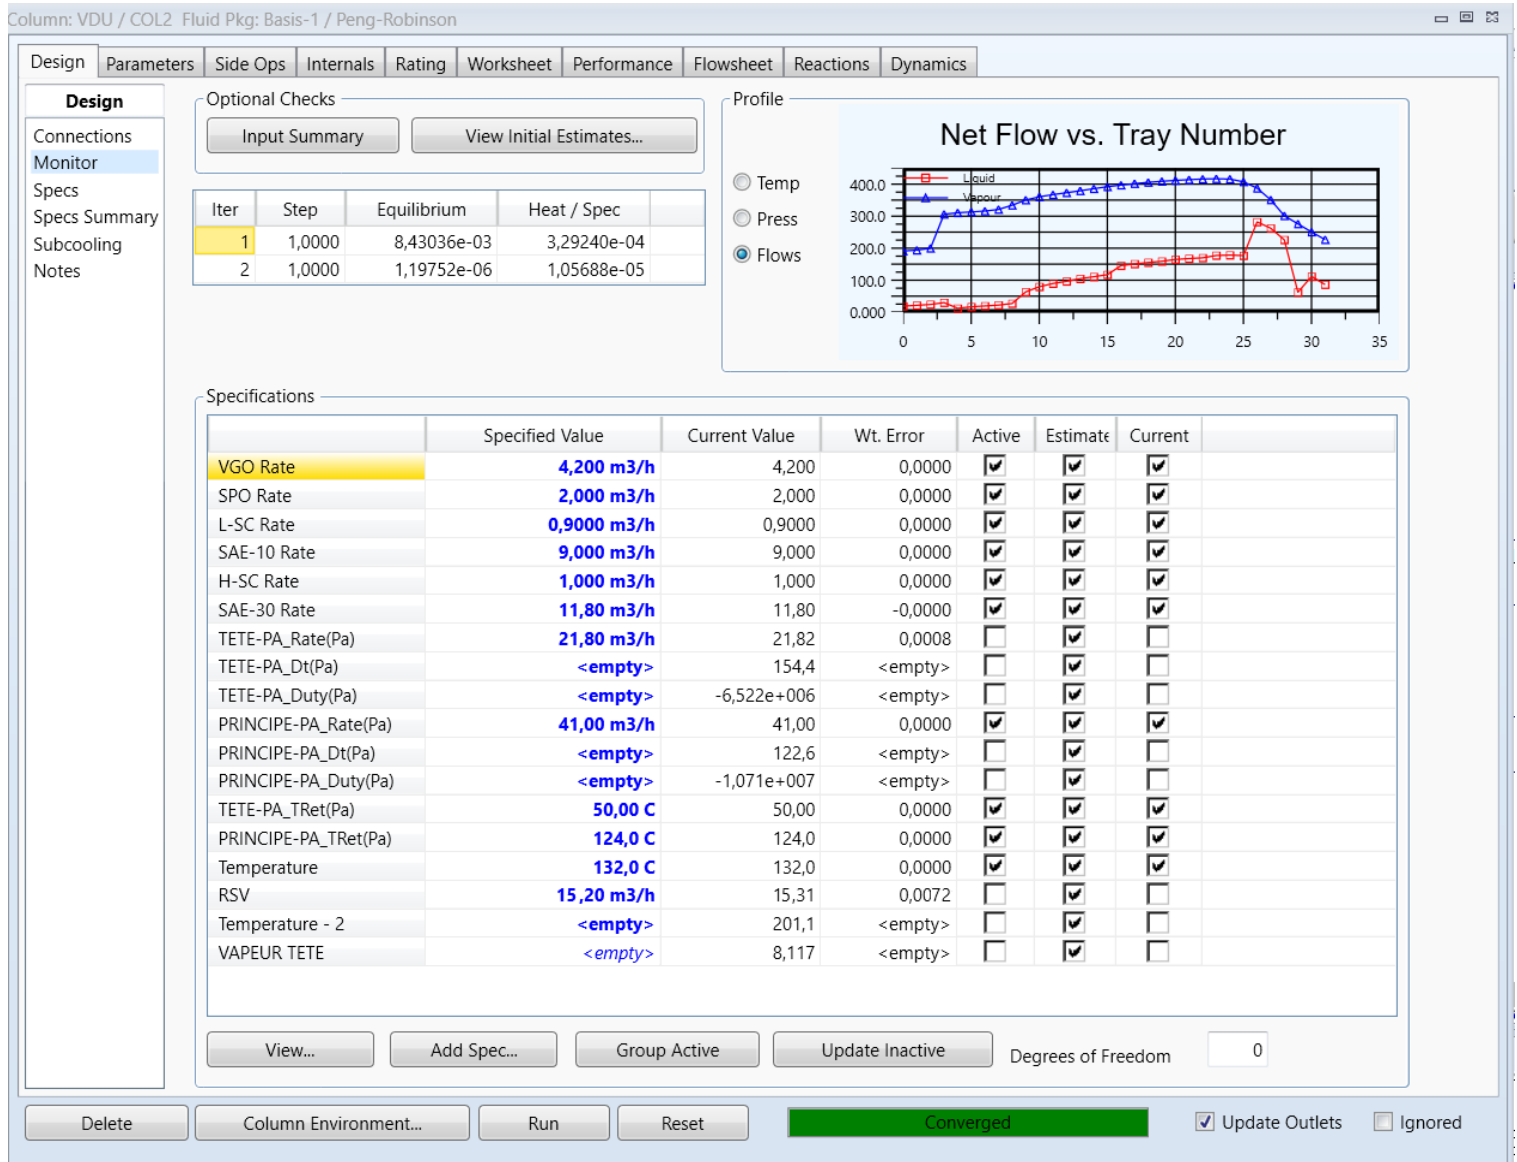 Column: VDU / COL2 Fluid Pkg: Basis-1 / Peng-Robinson
Design Parameters Side Ops Internals Rating Worksheet Performance Flowsheet Reactions Dynamics
Design
Connections
Monitor
Specs
Specs Summary
Subcooling
Notes
Optional Checks
Input Summary View Initial Estimates...
Iter Step Equilibrium Heat / Spec
1 1,0000 8,43036e-03 3,29240e-04
2 1,0000 1,19752e-06 1,05688e-05
Profile
Temp
Press
Flows
Net Flow vs. Tray Number
Liquid
Vapour
400.0
300.0
200.0
100.0
0.000
0 5 10 15 20 25 30 35
Specifications
Specified Value Current Value Wt. Error Active Estimate Current
VGO Rate 4,200 m3/h 4,200 0,0000
SPO Rate 2,000 m3/h 2,000 0,0000
L-SC Rate 0,9000 m3/h 0,9000 0,0000
SAE-10 Rate 9,000 m3/h 9,000 0,0000
H-SC Rate 1,000 m3/h 1,000 0,0000
SAE-30 Rate 11,80 m3/h 11,80 -0,0000
TETE-PA_Rate(Pa) 21,80 m3/h 21,82 0,0008
TETE-PA_Dt(Pa) <empty> 154,4 <empty>
TETE-PA_Duty(Pa) <empty> -6,522e+006 <empty>
PRINCIPE-PA_Rate(Pa) 41,00 m3/h 41,00 0,0000
PRINCIPE-PA_Dt(Pa) <empty> 122,6 <empty>
PRINCIPE-PA_Duty(Pa) <empty> -1,071e+007 <empty>
TETE-PA_TRet(Pa) 50,00 C 50,00 0,0000
PRINCIPE-PA_TRet(Pa) 124,0 C 124,0 0,0000
Temperature 132,0 C 132,0 0,0000
RSV 15,20 m3/h 15,31 0,0072
Temperature - 2 <empty> 201,1 <empty>
VAPEUR TETE <empty> 8,117 <empty>
View... Add Spec... Group Active Update Inactive Degrees of Freedom 0
Delete Column Environment... Run Reset Converged Update Outlets Ignored